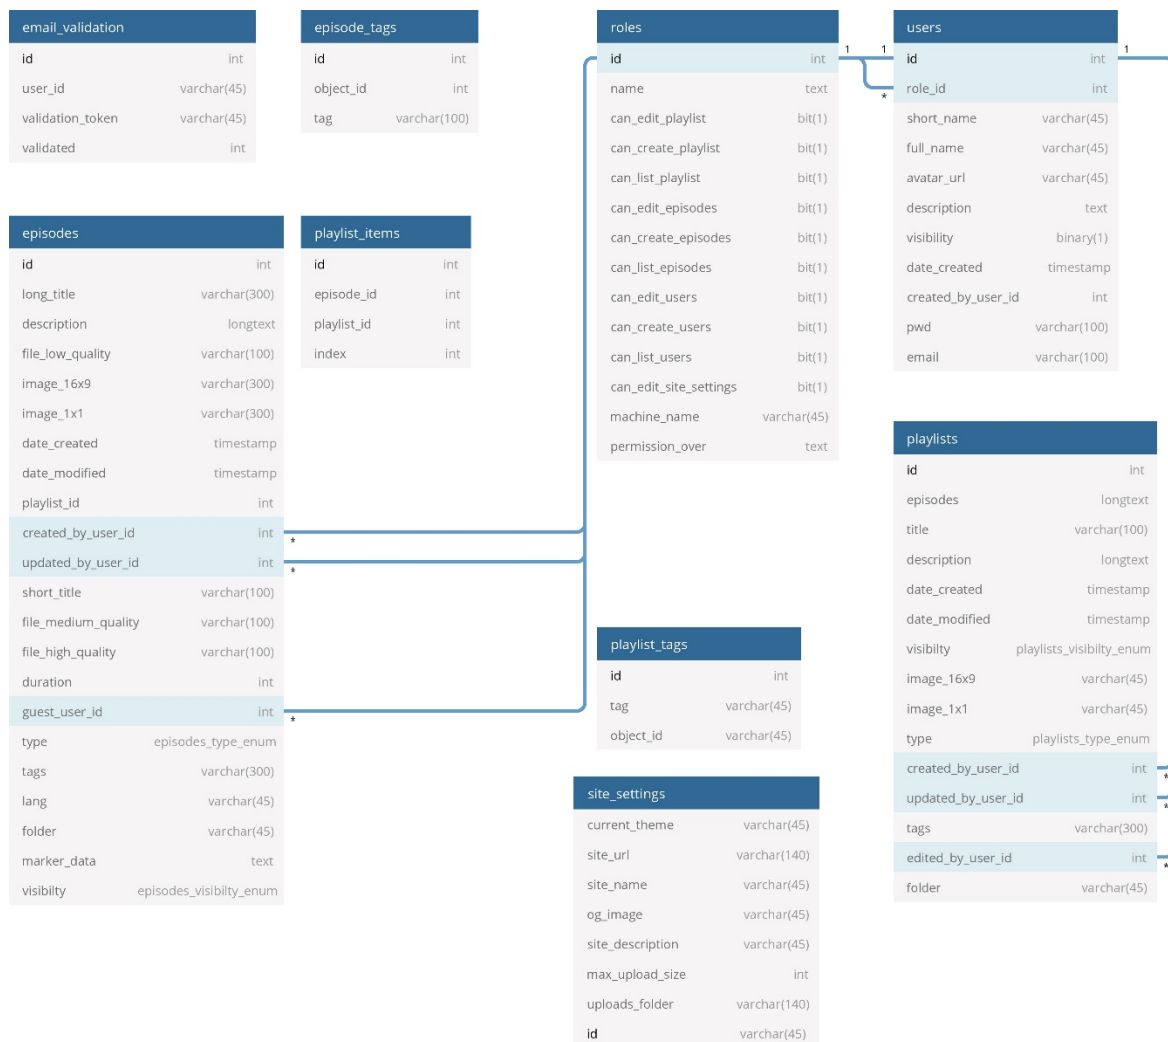 email_validation
id int
user_id varchar(45)
validation_token varchar(45)
validated int
episode_tags
id int
object_id int
tag varchar(100)
roles
id int
name text
can_edit_playlist bit(1)
can_create_playlist bit(1)
can_list_playlist bit(1)
can_edit_episodes bit(1)
can_create_episodes bit(1)
can_list_episodes bit(1)
can_edit_users bit(1)
can_create_users bit(1)
can_list_users bit(1)
can_edit_site_settings bit(1)
machine_name varchar(45)
permission_over text
1 1
*
users
id int
role_id int
short_name varchar(45)
full_name varchar(45)
avatar_url varchar(45)
description text
visibility binary(1)
date_created timestamp
created_by_user_id int
pwd varchar(100)
email varchar(100)
1
episodes
id int
long_title varchar(300)
description longtext
file_low_quality varchar(100)
image_16x9 varchar(300)
image_1x1 varchar(300)
date_created timestamp
date_modified timestamp
playlist_id int
created_by_user_id int
*
updated_by_user_id int
*
short_title varchar(100)
file_medium_quality varchar(100)
file_high_quality varchar(100)
duration int
guest_user_id int
*
type episodes_type_enum
tags varchar(300)
lang varchar(45)
folder varchar(45)
marker_data text
visibilty episodes_visibilty_enum
playlist_items
id int
episode_id int
playlist_id int
index int
playlists
id int
episodes longtext
title varchar(100)
description longtext
date_created timestamp
date_modified timestamp
visibilty playlists_visibilty_enum
image_16x9 varchar(45)
image_1x1 varchar(45)
type playlists_type_enum
created_by_user_id int
*
updated_by_user_id int
*
tags varchar(300)
edited_by_user_id int
*
folder varchar(45)
playlist_tags
id int
tag varchar(45)
object_id varchar(45)
site_settings
current_theme varchar(45)
site_url varchar(140)
site_name varchar(45)
og_image varchar(45)
site_description varchar(45)
max_upload_size int
uploads_folder varchar(140)
id varchar(45)